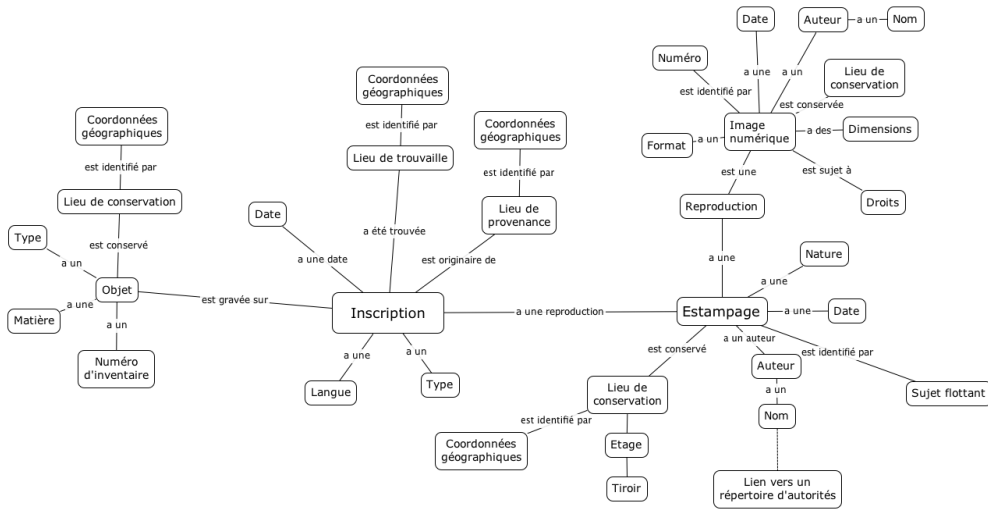 Date
Auteur
a un
Nom
Numéro
a une
a un
Lieu de
conservation
est identifié par
est conservée
Image
numérique
a des
Dimensions
Format
a un
est une
est sujet à
Droits
Reproduction
a une
Coordonnées
géographiques
est identifié par
Lieu de trouvaille
a été trouvée
Coordonnées
géographiques
est identifié par
Lieu de
provenance
est originaire de
Coordonnées
géographiques
est identifié par
Lieu de conservation
est conservé
Type
a un
Objet
Matière
a une
a un
Numéro
d'inventaire
est gravée sur
Date
a une date
Inscription
a une
Langue
a un
Type
a une reproduction
Estampage
Nature
a une
a une
Date
a un auteur
Auteur
a un
Nom
Lien vers un
répertoire d'autorités
est identifié par
Sujet flottant
est conservé
Lieu de
conservation
est identifié par
Coordonnées
géographiques
Etage
Tiroir